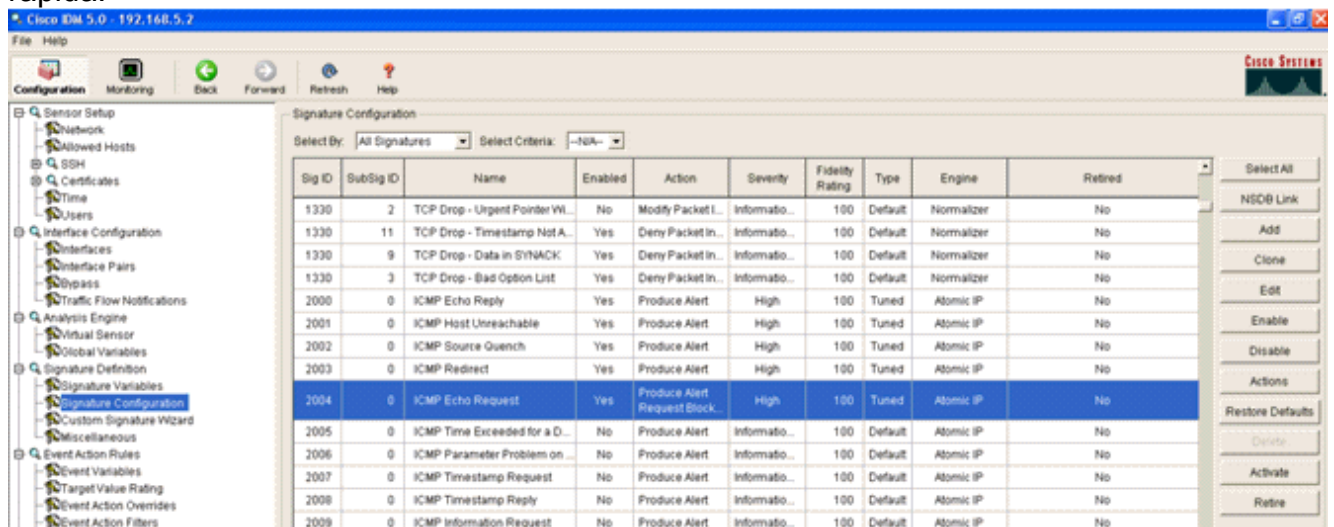 rápida.
Cisco IDM 5.0 - 192.168.5.2
File Help
Configuration Monitoring Back Forward Refresh Help
CISCO SYSTEMS
Sensor Setup
Network
Allowed Hosts
SSH
Certificates
Time
Users
Interface Configuration
Interfaces
Interface Pairs
Bypass
Traffic Flow Notifications
Analysis Engine
Virtual Sensor
Global Variables
Signature Definition
Signature Variables
Signature Configuration
Custom Signature Wizard
Miscellaneous
Event Action Rules
Event Variables
Target Value Rating
Event Action Overrides
Event Action Filters
Signature Configuration
Select By: All Signatures Select Criteria: --N/A--
Sig ID SubSig ID Name Enabled Action Severity Fidelity Rating Type Engine Retired
1330 2 TCP Drop - Urgent Pointer Wi... No Modify Packet I... Informatio... 100 Default Normalizer No
1330 11 TCP Drop - Timestamp Not A... Yes Deny Packet In... Informatio... 100 Default Normalizer No
1330 9 TCP Drop - Data in SYNACK Yes Deny Packet In... Informatio... 100 Default Normalizer No
1330 3 TCP Drop - Bad Option List Yes Deny Packet In... Informatio... 100 Default Normalizer No
2000 0 ICMP Echo Reply Yes Produce Alert High 100 Tuned Atomic IP No
2001 0 ICMP Host Unreachable Yes Produce Alert High 100 Tuned Atomic IP No
2002 0 ICMP Source Quench Yes Produce Alert High 100 Tuned Atomic IP No
2003 0 ICMP Redirect Yes Produce Alert High 100 Tuned Atomic IP No
2004 0 ICMP Echo Request Yes Produce Alert Request Block... High 100 Tuned Atomic IP No
2005 0 ICMP Time Exceeded for a D... No Produce Alert Informatio... 100 Default Atomic IP No
2006 0 ICMP Parameter Problem on ... No Produce Alert Informatio... 100 Default Atomic IP No
2007 0 ICMP Timestamp Request No Produce Alert Informatio... 100 Default Atomic IP No
2008 0 ICMP Timestamp Reply No Produce Alert Informatio... 100 Default Atomic IP No
2009 0 ICMP Information Request No Produce Alert Informatio... 100 Default Atomic IP No
Select All
NSDB Link
Add
Clone
Edit
Enable
Disable
Actions
Restore Defaults
Delete
Activate
Retire